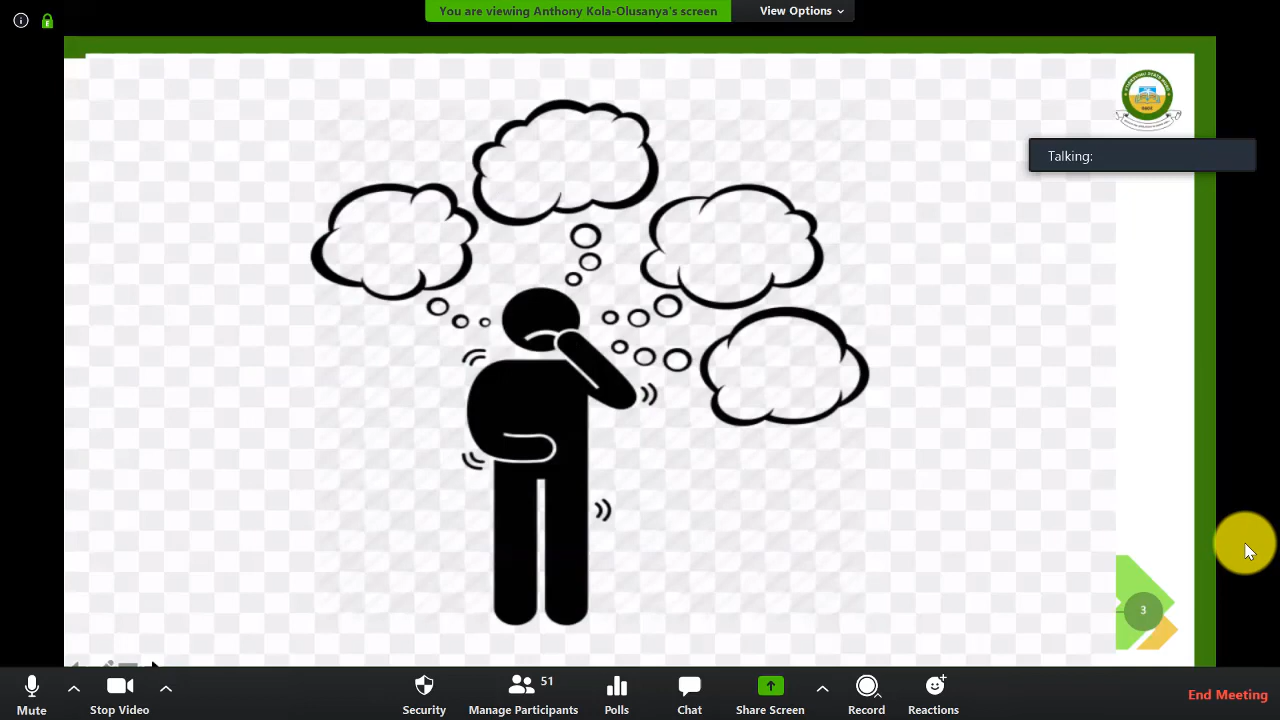 You are viewing Anthony Kola-Olusanya's screen
View Options
E
Talking:
3
51
Mute
Stop Video
Security
Manage Participants
Polls
Chat
Share Screen
Record
Reactions
End Meeting